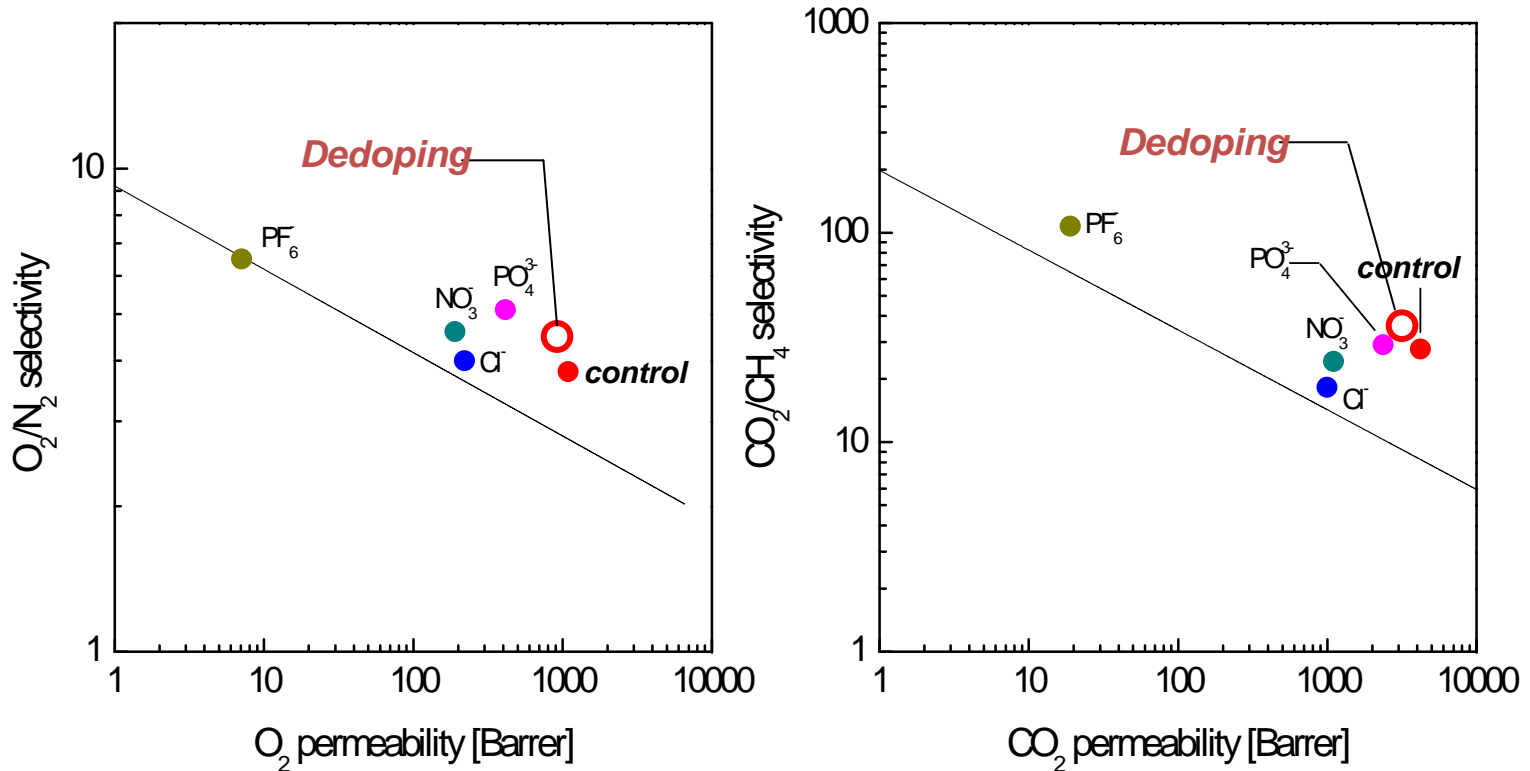 10
1
O₂/N₂ selectivity
Dedoping
PF₆⁻
NO₃⁻
PO₄³⁻
Cl⁻
control
1 10 100 1000 10000
O₂ permeability [Barrer]
1000
100
10
1
CO₂/CH₄ selectivity
Dedoping
PF₆⁻
PO₄³⁻
control
NO₃⁻
Cl⁻
1 10 100 1000 10000
CO₂ permeability [Barrer]